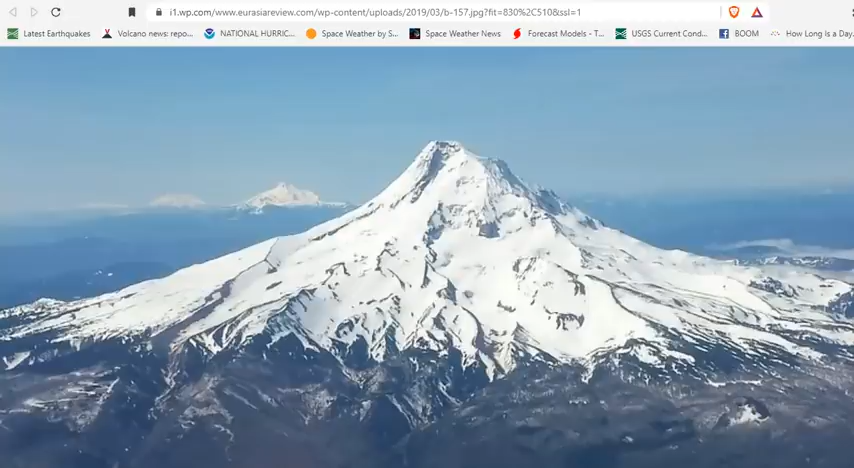 i1.wp.com/www.eurasiareview.com/wp-content/uploads/2019/03/b-157.jpg?fit=830%2C510&ssl=1
Latest Earthquakes Volcano news: repo... NATIONAL HURRIC... Space Weather by S... Space Weather News Forecast Models - T... USGS Current Cond... BOOM How Long Is a Day.